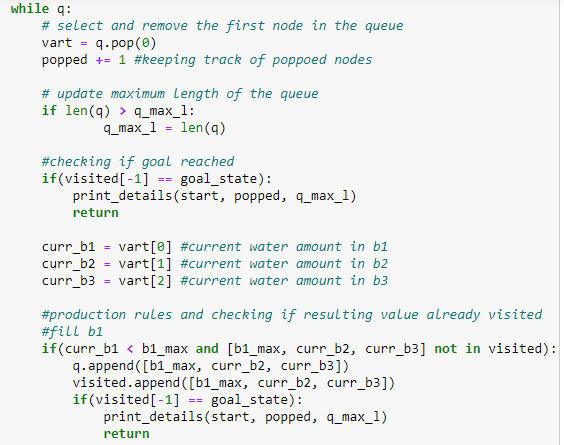 while q:
    # select and remove the first node in the queue
    vart = q.pop(0)
    popped += 1 #keeping track of poppoed nodes
    # update maximum length of the queue
    if len(q) > q_max_l:
            q_max_l = len(q)
    #checking if goal reached
    if(visited[-1] == goal_state):
        print_details(start, popped, q_max_l)
        return
    curr_b1 = vart[0] #current water amount in b1
    curr_b2 = vart[1] #current water amount in b2
    curr_b3 = vart[2] #current water amount in b3
    #production rules and checking if resulting value already visited
    #fill b1
    if(curr_b1 < b1_max and [b1_max, curr_b2, curr_b3] not in visited):
        q.append([b1_max, curr_b2, curr_b3])
        visited.append([b1_max, curr_b2, curr_b3])
        if(visited[-1] == goal_state):
            print_details(start, popped, q_max_l)
            return